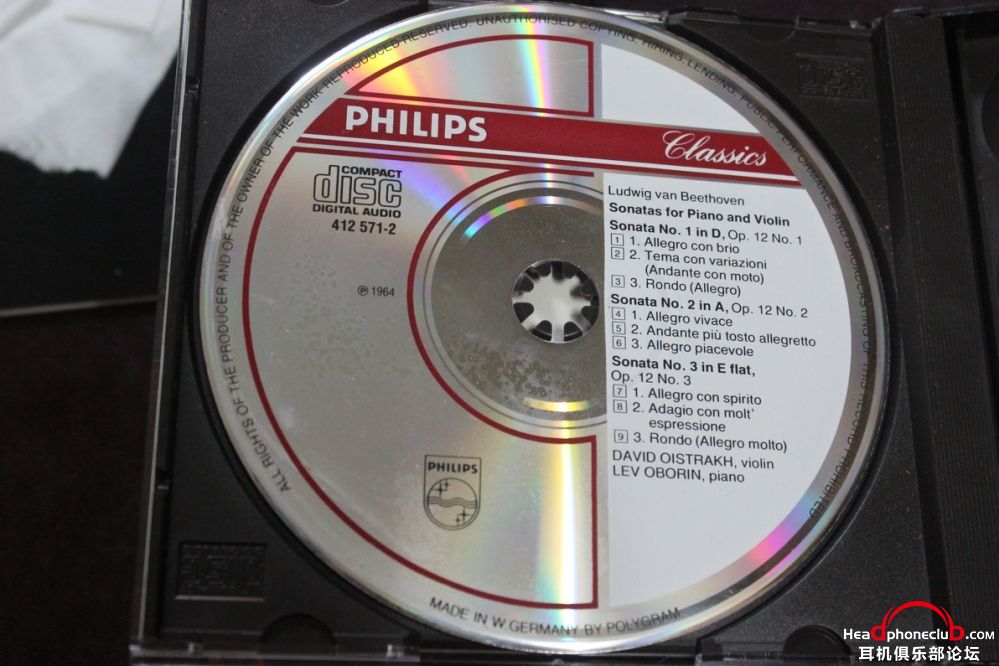 ALL RIGHTS OF THE PRODUCER AND OF THE OWNER OF THE WORK REPRODUCED RESERVED. UNAUTHORISED COPYING, HIRING, LENDING, PUBLIC PERFORMANCE AND BROADCASTING OF THIS RECORD PROHIBITED
PHILIPS
Classics
COMPACT
disc
DIGITAL AUDIO
412 571-2
℗ 1964
Ludwig van Beethoven
Sonatas for Piano and Violin
Sonata No. 1 in D, Op. 12 No. 1
1 1. Allegro con brio
2 2. Tema con variazioni
(Andante con moto)
3 3. Rondo (Allegro)
Sonata No. 2 in A, Op. 12 No. 2
4 1. Allegro vivace
5 2. Andante più tosto allegretto
6 3. Allegro piacevole
Sonata No. 3 in E flat,
Op. 12 No. 3
7 1. Allegro con spirito
8 2. Adagio con molt'
espressione
9 3. Rondo (Allegro molto)
DAVID OISTRAKH, violin
LEV OBORIN, piano
PHILIPS
MADE IN W GERMANY BY POLYGRAM
HeadphoneclubD.com
耳机俱乐部论坛